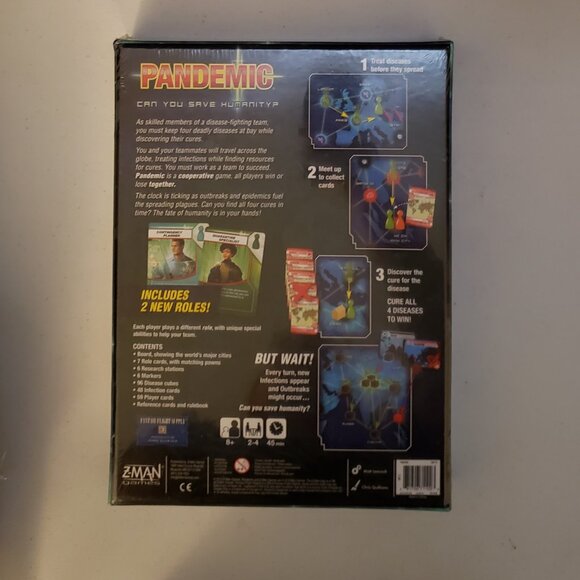 PANDEMIC
CAN YOU SAVE HUMANITY?
As skilled members of a disease-fighting team,
you must keep four deadly diseases at bay while
discovering their cures.
You and your teammates will travel across the
globe, treating infections while finding resources
for cures. You must work as a team to succeed.
Pandemic is a cooperative game, all players win or
lose together.
The clock is ticking as outbreaks and epidemics fuel
the spreading plagues. Can you find all four cures in
time? The fate of humanity is in your hands!
CONTINGENCY
PLANNER
QUARANTINE
SPECIALIST
INCLUDES
2 NEW ROLES!
Each player plays a different role, with unique special
abilities to help your team.
CONTENTS
• Board, showing the world's major cities
• 7 Role cards, with matching pawns
• 6 Research stations
• 6 Markers
• 96 Disease cubes
• 48 Infection cards
• 59 Player cards
• Reference cards and rulebook
1 Treat diseases
before they spread
2 Meet up
to collect
cards
3 Discover the
cure for the
disease
CURE ALL
4 DISEASES
TO WIN!
BUT WAIT!
Every turn, new
Infections appear
and Outbreaks
might occur...
Can you save humanity?
8+
2-4
45
Z-MAN
games
CE
Matt Leacock
Chris Quilliams